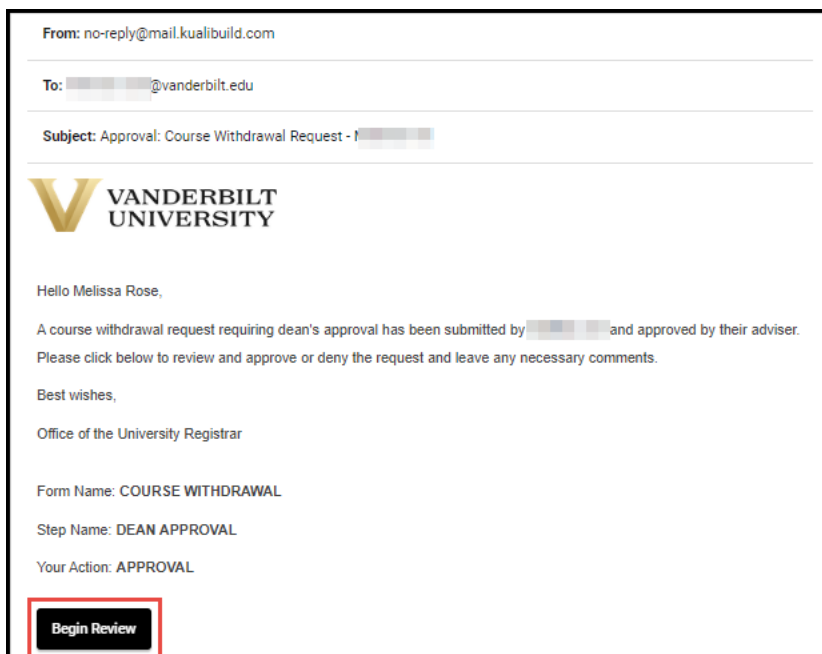 From: no-reply@mail.kualibuild.com
To: @vanderbilt.edu
Subject: Approval: Course Withdrawal Request -
VANDERBILT
UNIVERSITY
Hello Melissa Rose,
A course withdrawal request requiring dean's approval has been submitted by and approved by their adviser.
Please click below to review and approve or deny the request and leave any necessary comments.
Best wishes,
Office of the University Registrar
Form Name: COURSE WITHDRAWAL
Step Name: DEAN APPROVAL
Your Action: APPROVAL
Begin Review